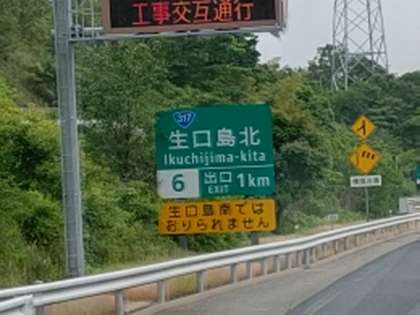 工事交互通行
317
生口島北
Ikuchijima-kita
6 出口 EXIT 1km
生口島南では
おりられません